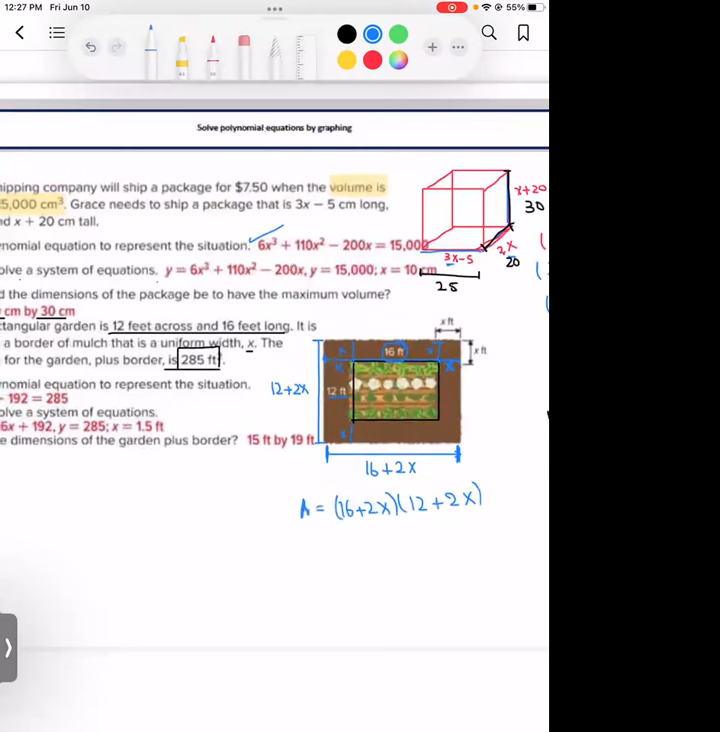 12:27 PM Fri Jun 10
55%
Solve polynomial equations by graphing
ipping company will ship a package for $7.50 when the volume is
5,000 cm³. Grace needs to ship a package that is 3x − 5 cm long,
d x + 20 cm tall.
nomial equation to represent the situation. 6x³ + 110x² − 200x = 15,000
olve a system of equations. y = 6x³ + 110x² − 200x, y = 15,000; x = 10 cm
d the dimensions of the package be to have the maximum volume?
cm by 30 cm
x+20
30
2x
20
3x-5
25
tangular garden is 12 feet across and 16 feet long. It is
a border of mulch that is a uniform width, x. The
for the garden, plus border, is 285 ft
nomial equation to represent the situation.
- 192 = 285
olve a system of equations.
6x + 192, y = 285; x = 1.5 ft
e dimensions of the garden plus border? 15 ft by 19 ft
x ft
x ft
16 ft
12 ft
12+2x
16+2x
A = (16+2x)(12+2x)